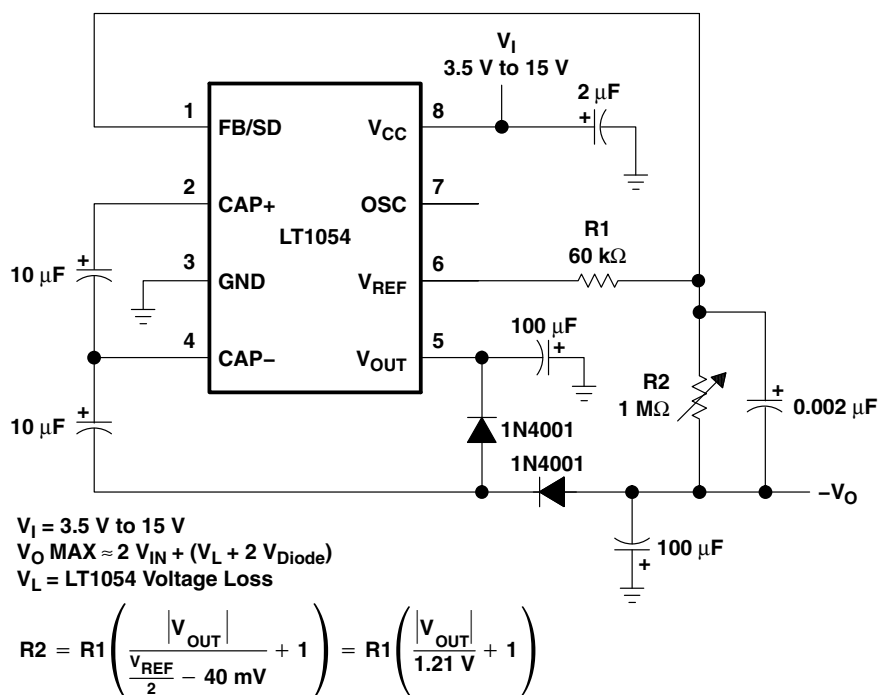 V_I
3.5 V to 15 V
2 μF
+
1
FB/SD
V_CC
8
2
CAP+
OSC
7
LT1054
R1
60 kΩ
+
10 μF
3
GND
V_REF
6
4
CAP−
V_OUT
5
100 μF
+
R2
1 MΩ
+
0.002 μF
+
10 μF
1N4001
1N4001
−V_O
100 μF
+
V_I = 3.5 V to 15 V
V_O MAX ≈ 2 V_IN + (V_L + 2 V_Diode)
V_L = LT1054 Voltage Loss
R2 = R1 ( |V_OUT| / (V_REF / 2 − 40 mV) + 1 ) = R1 ( |V_OUT| / 1.21 V + 1 )